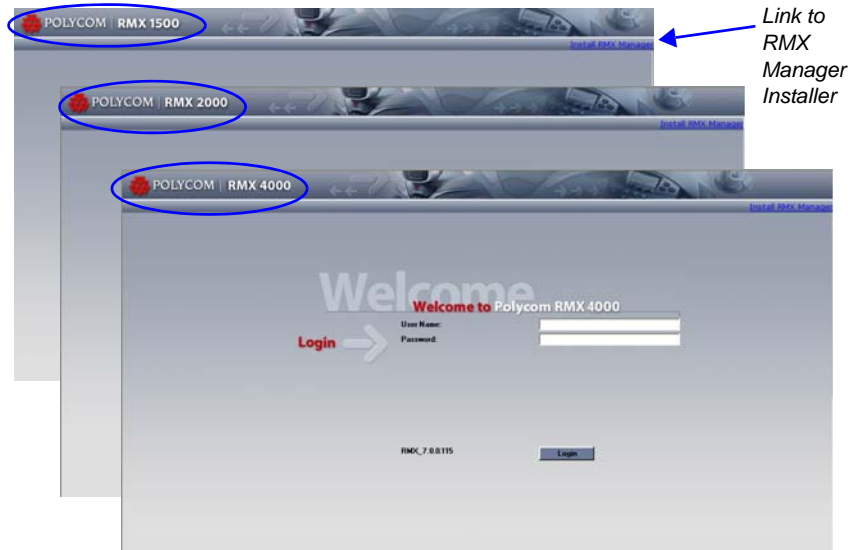 POLYCOM | RMX 1500
Install RMX Manager
Link to
RMX
Manager
Installer
POLYCOM | RMX 2000
Install RMX Manager
POLYCOM | RMX 4000
Install RMX Manager
Welcome
Welcome to Polycom RMX 4000
User Name:
Login
Password:
RMX_7.0.0.115
Login